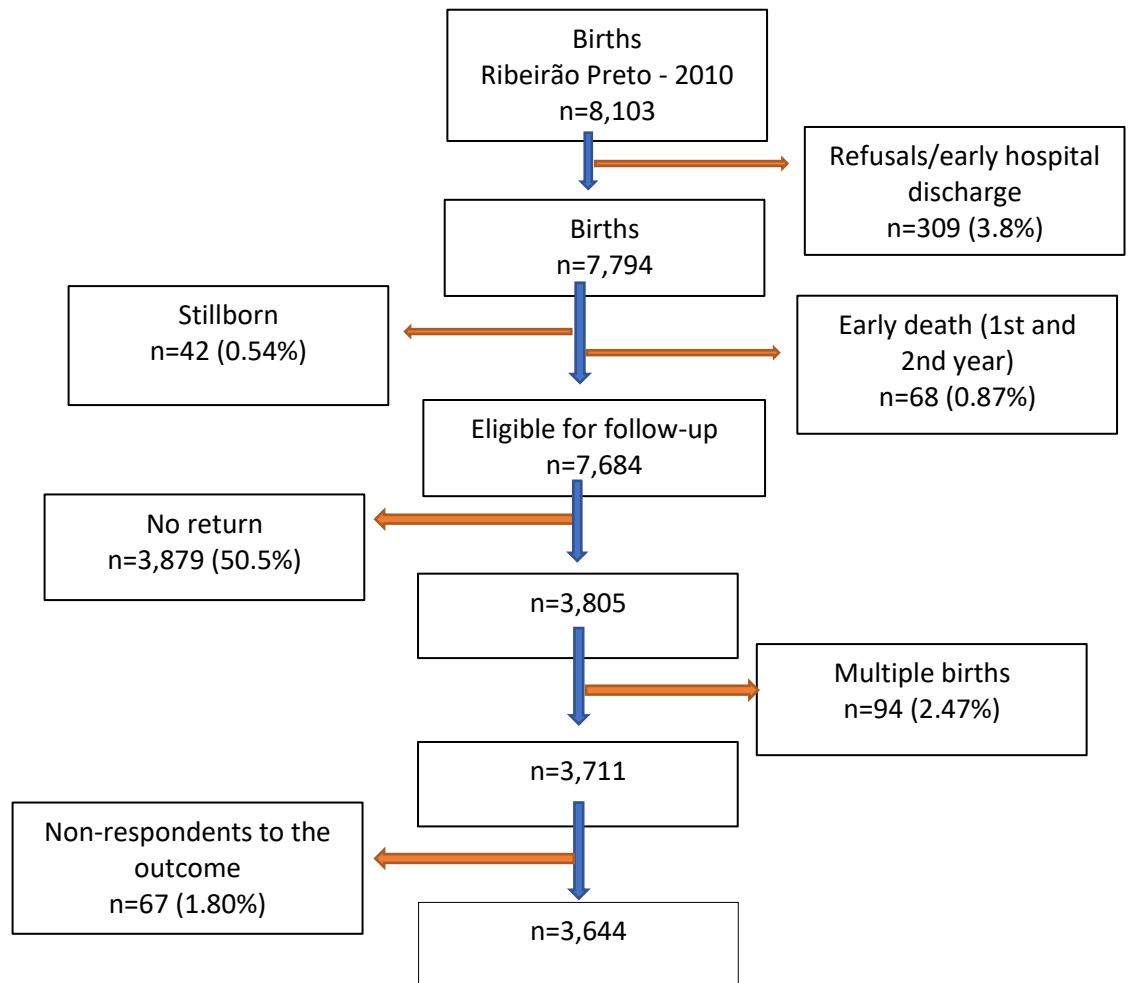 Births
Ribeirão Preto - 2010
n=8,103
Refusals/early hospital
discharge
n=309 (3.8%)
Births
n=7,794
Stillborn
n=42 (0.54%)
Early death (1st and
2nd year)
n=68 (0.87%)
Eligible for follow-up
n=7,684
No return
n=3,879 (50.5%)
n=3,805
Multiple births
n=94 (2.47%)
n=3,711
Non-respondents to the
outcome
n=67 (1.80%)
n=3,644